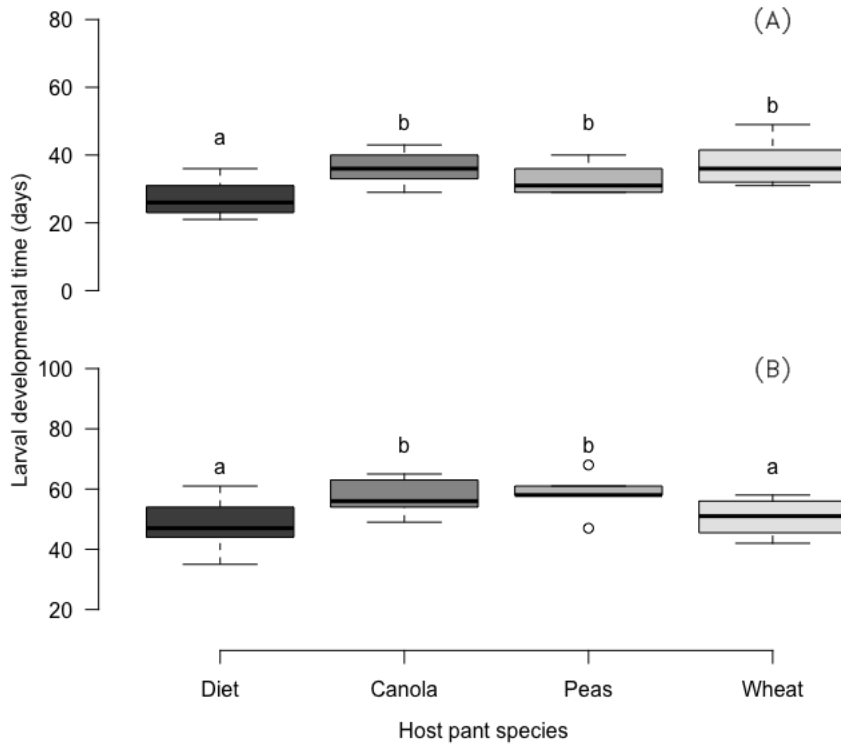 (A)
80
60
40
20
0
a
b
b
b
Larval developmental time (days)
(B)
100
80
60
40
20
a
b
b
a
Diet Canola Peas Wheat
Host pant species